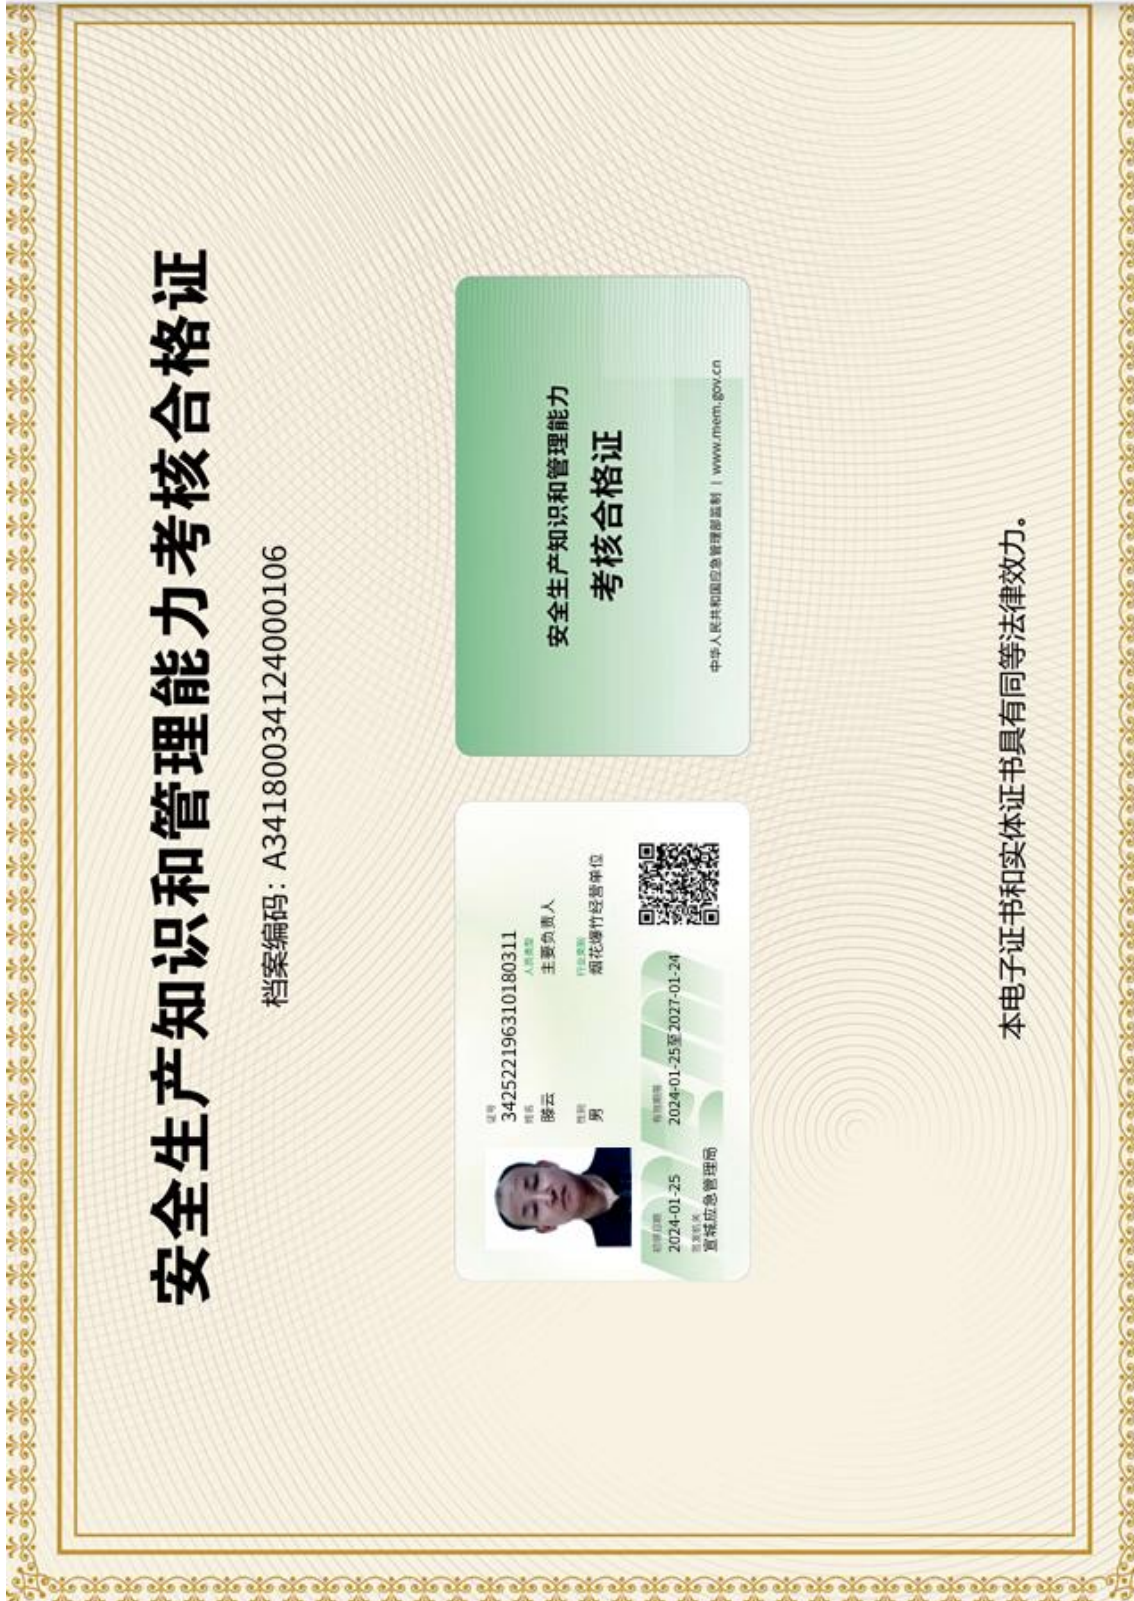 安全生产知识和管理能力考核合格证
档案编码：A34180034124000106
证号
342522196310180311
姓名
滕云
人员类型
主要负责人
性别
男
行业类别
烟花爆竹经营单位
初领日期
2024-01-25
有效期限
2024-01-25至2027-01-24
签发机关
宣城应急管理局
安全生产知识和管理能力
考核合格证
中华人民共和国应急管理部监制 | www.mem.gov.cn
本电子证书和实体证书具有同等法律效力。